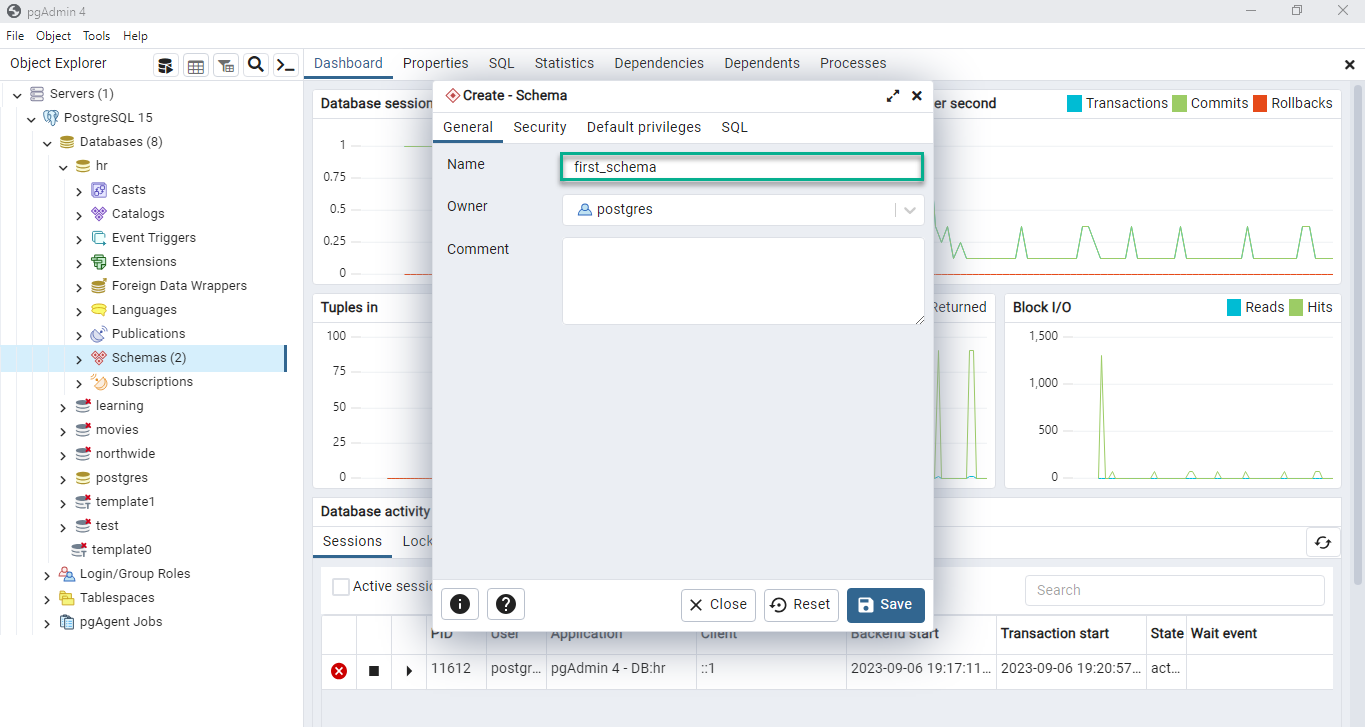 pgAdmin 4
File Object Tools Help
Object Explorer
Dashboard Properties SQL Statistics Dependencies Dependents Processes
Servers (1)
PostgreSQL 15
Databases (8)
hr
Casts
Catalogs
Event Triggers
Extensions
Foreign Data Wrappers
Languages
Publications
Schemas (2)
Subscriptions
learning
movies
northwide
postgres
template1
test
template0
Login/Group Roles
Tablespaces
pgAgent Jobs
Database session
er second
Transactions Commits Rollbacks
1
0.75
0.5
0.25
0
Create - Schema
General Security Default privileges SQL
Name first_schema
Owner postgres
Comment
Close Reset Save
Tuples in
100
75
50
25
0
Returned
Block I/O
Reads Hits
1,500
1,000
500
0
Database activity
Sessions Lock
Active sessio
Search
PID User Application Client Backend start Transaction start State Wait event
11612 postgr... pgAdmin 4 - DB:hr ::1 2023-09-06 19:17:11... 2023-09-06 19:20:57... act...